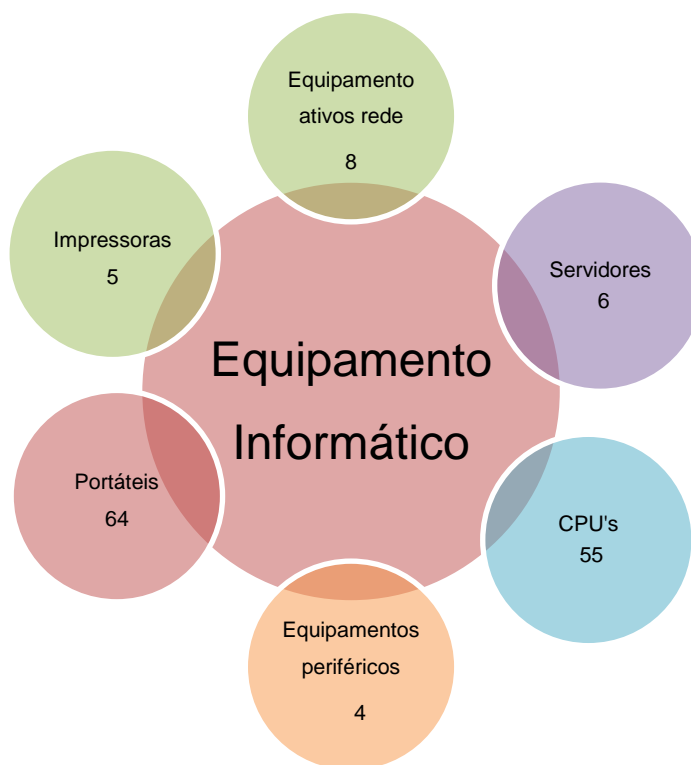 Equipamento
ativos rede
8
Impressoras
5
Servidores
6
Equipamento
Informático
Portáteis
64
CPU's
55
Equipamentos
periféricos
4